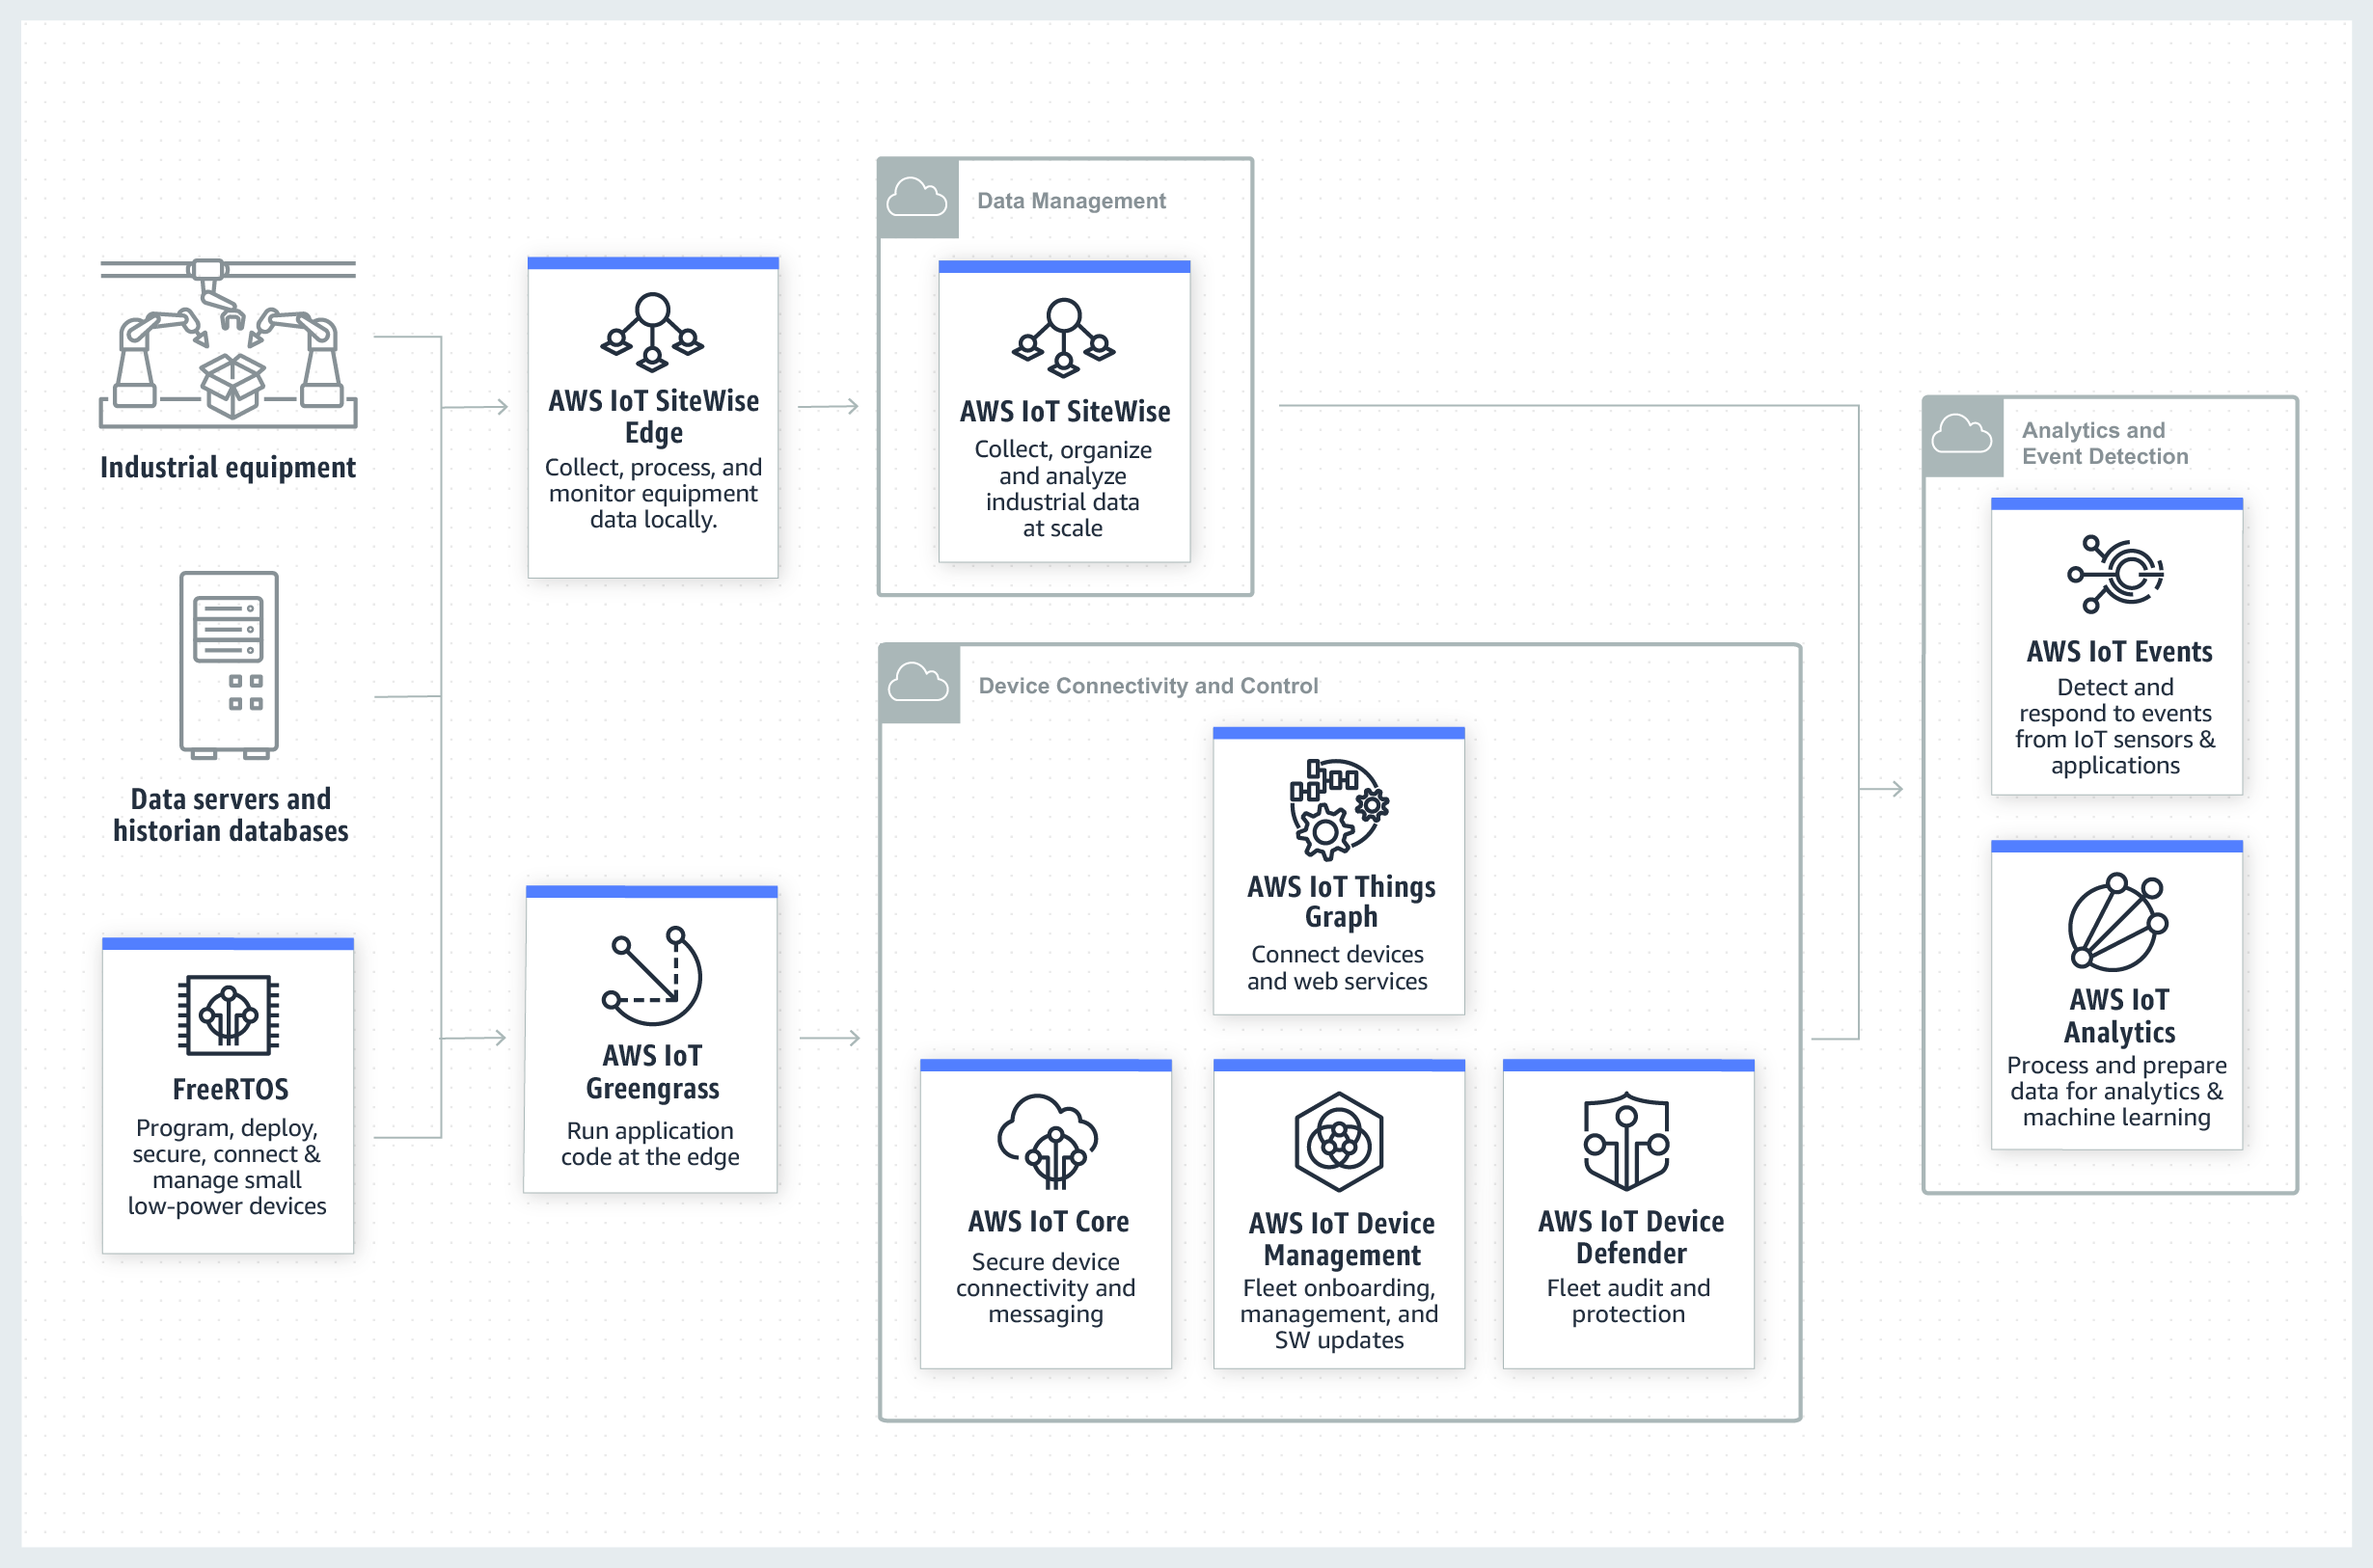 Industrial equipment
Data servers and
historian databases
FreeRTOS
Program, deploy,
secure, connect &
manage small
low-power devices
AWS IoT SiteWise
Edge
Collect, process, and
monitor equipment
data locally.
AWS IoT
Greengrass
Run application
code at the edge
Data Management
AWS IoT SiteWise
Collect, organize
and analyze
industrial data
at scale
Device Connectivity and Control
AWS IoT Things
Graph
Connect devices
and web services
AWS IoT Core
Secure device
connectivity and
messaging
AWS IoT Device
Management
Fleet onboarding,
management, and
SW updates
AWS IoT Device
Defender
Fleet audit and
protection
Analytics and
Event Detection
AWS IoT Events
Detect and
respond to events
from IoT sensors &
applications
AWS IoT
Analytics
Process and prepare
data for analytics &
machine learning